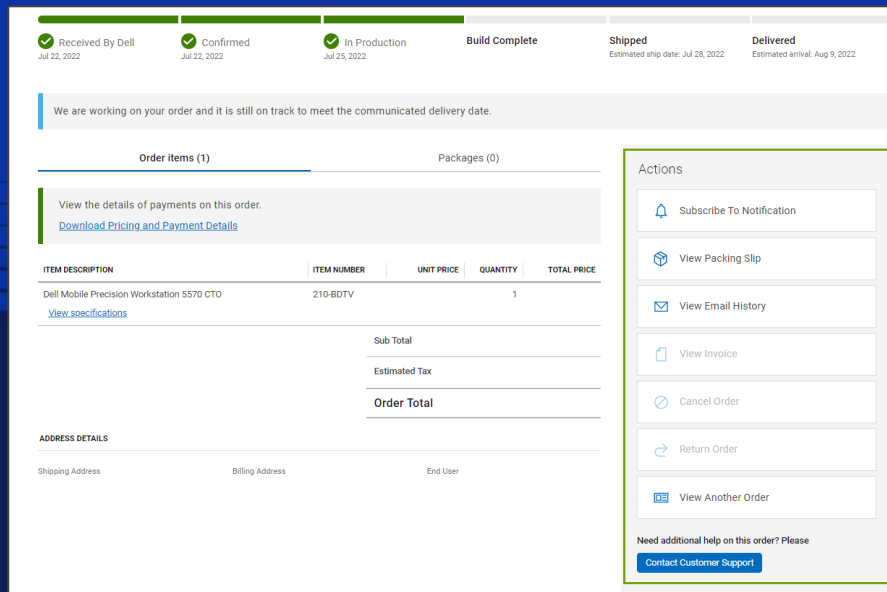 Received By Dell
Jul 22, 2022
Confirmed
Jul 22, 2022
In Production
Jul 25, 2022
Build Complete
Shipped
Estimated ship date: Jul 28, 2022
Delivered
Estimated arrival: Aug 9, 2022
We are working on your order and it is still on track to meet the communicated delivery date.
Order items (1)
Packages (0)
View the details of payments on this order.
Download Pricing and Payment Details
ITEM DESCRIPTION ITEM NUMBER UNIT PRICE QUANTITY TOTAL PRICE
Dell Mobile Precision Workstation 5570 CTO 210-BDTV 1
View specifications
Sub Total
Estimated Tax
Order Total
ADDRESS DETAILS
Shipping Address Billing Address End User
Actions
Subscribe To Notification
View Packing Slip
View Email History
View Invoice
Cancel Order
Return Order
View Another Order
Need additional help on this order? Please
Contact Customer Support